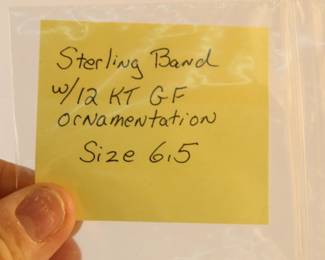 Sterling Band
w/12 KT GF
ornamentation
Size 6.5